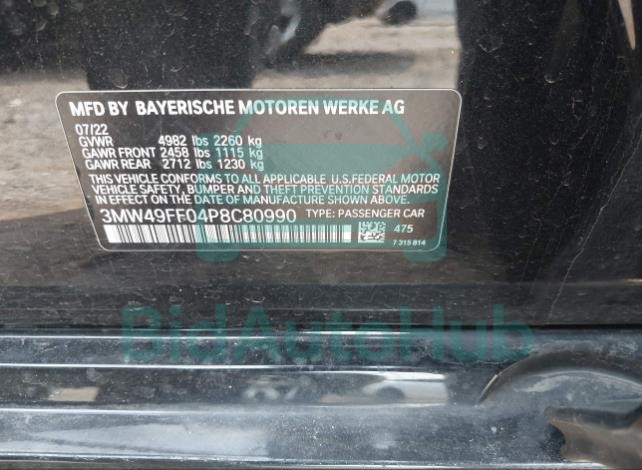 MFD BY BAYERISCHE MOTOREN WERKE AG
07/22
GVWR 4982 lbs 2260 kg
GAWR FRONT 2458 lbs 1115 kg
GAWR REAR 2712 lbs 1230 kg
THIS VEHICLE CONFORMS TO ALL APPLICABLE U.S.FEDERAL MOTOR
VEHICLE SAFETY, BUMPER AND THEFT PREVENTION STANDARDS
IN EFFECT ON THE DATE OF MANUFACTURE SHOWN ABOVE.
3MW49FF04P8C80990 TYPE: PASSENGER CAR
475
7 315 814
BidAutoHub